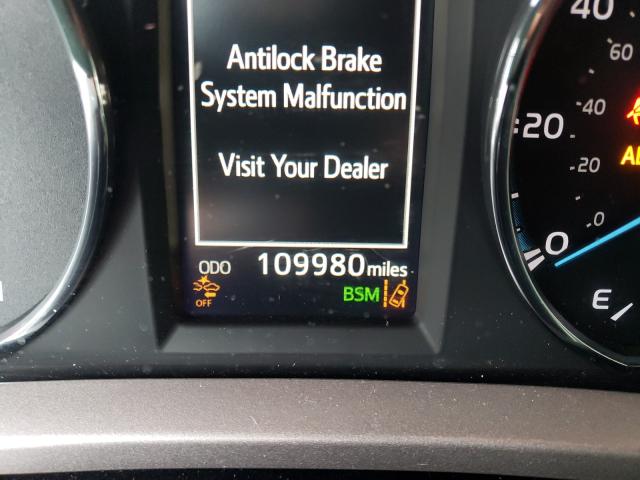 Antilock Brake
System Malfunction
Visit Your Dealer
ODO 109980 miles
OFF
BSM
40
60
40
20
20
0
0
E